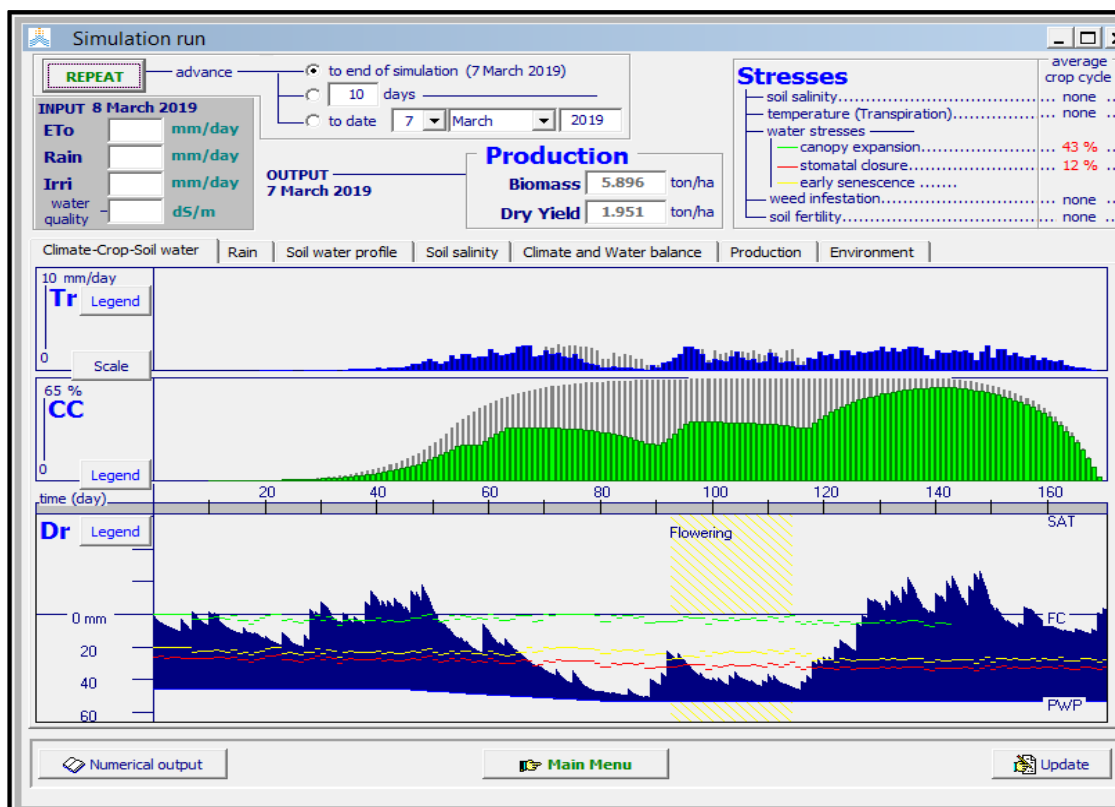 Simulation run
REPEAT
advance
to end of simulation (7 March 2019)
10 days
to date 7 March 2019
INPUT 8 March 2019
ETo mm/day
Rain mm/day
Irri mm/day
water quality dS/m
OUTPUT
7 March 2019
Production
Biomass 5.896 ton/ha
Dry Yield 1.951 ton/ha
Stresses
average
crop cycle
soil salinity.................... none ..
temperature (Transpiration).................... none ..
water stresses
canopy expansion.................... 43 % ..
stomatal closure.................... 12 % ..
early senescence .......
weed infestation.................... none ..
soil fertility.................... none ..
Climate-Crop-Soil water Rain Soil water profile Soil salinity Climate and Water balance Production Environment
10 mm/day
Tr Legend
0
Scale
65 %
CC
0
Legend
time (day) 20 40 60 80 100 120 140 160
Dr Legend
Flowering
SAT
0 mm
FC
20
40
60
PWP
Numerical output
Main Menu
Update